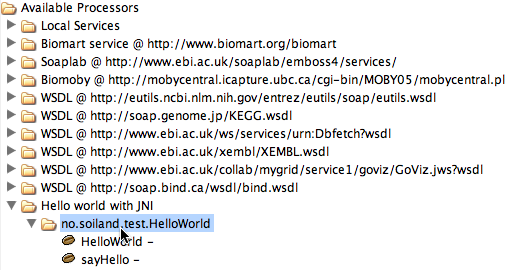 Available Processors
Local Services
Biomart service @ http://www.biomart.org/biomart
Soaplab @ http://www.ebi.ac.uk/soaplab/emboss4/services/
Biomoby @ http://mobycentral.icapture.ubc.ca/cgi-bin/MOBY05/mobycentral.pl
WSDL @ http://eutils.ncbi.nlm.nih.gov/entrez/eutils/soap/eutils.wsdl
WSDL @ http://soap.genome.jp/KEGG.wsdl
WSDL @ http://www.ebi.ac.uk/ws/services/urn:Dbfetch?wsdl
WSDL @ http://www.ebi.ac.uk/xembl/XEMBL.wsdl
WSDL @ http://www.ebi.ac.uk/collab/mygrid/service1/goviz/GoViz.jws?wsdl
WSDL @ http://soap.bind.ca/wsdl/bind.wsdl
Hello world with JNI
no.soiland.test.HelloWorld
HelloWorld -
sayHello -